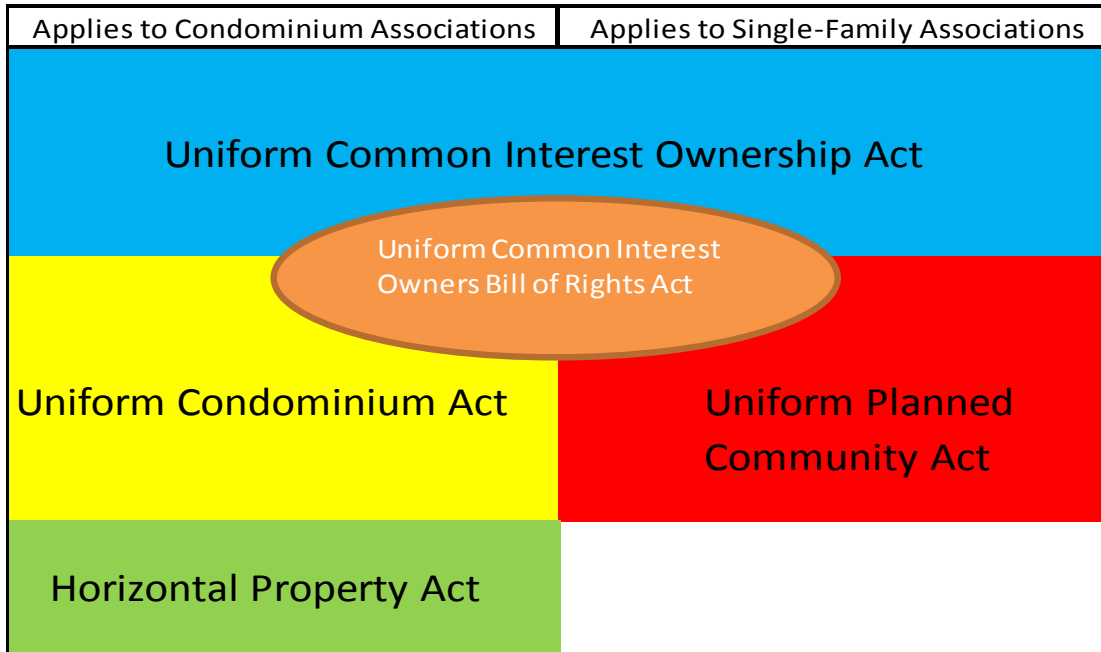 Applies to Condominium Associations
Applies to Single-Family Associations
Uniform Common Interest Ownership Act
Uniform Common Interest
Owners Bill of Rights Act
Uniform Condominium Act
Uniform Planned
Community Act
Horizontal Property Act